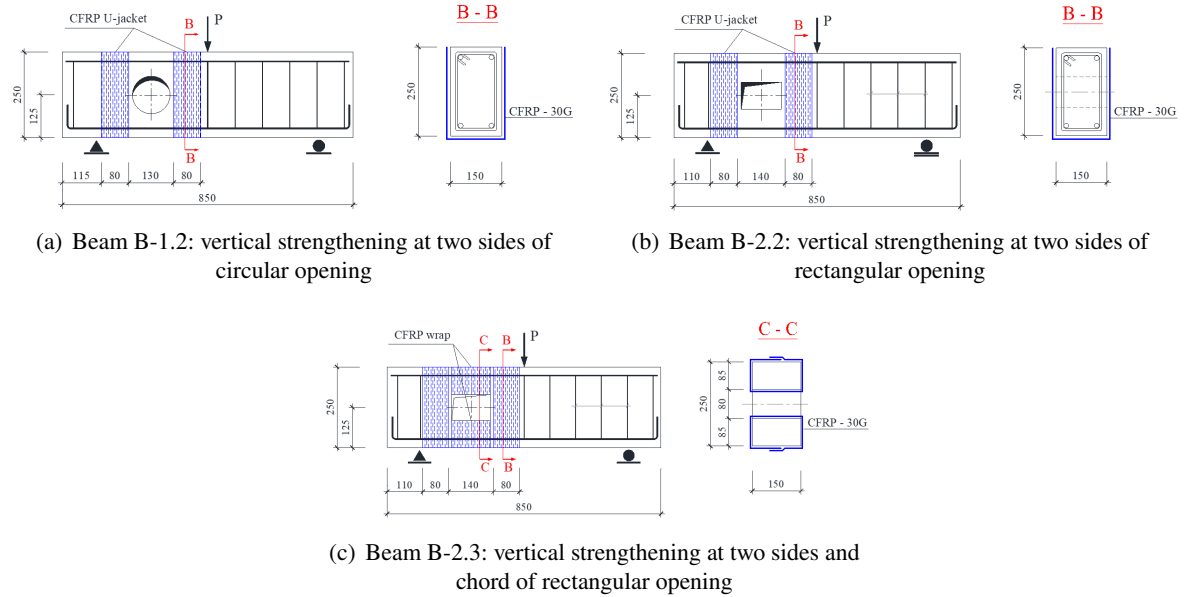 CFRP U-jacket
B
P
250
125
B
115
80
130
80
850
B - B
250
CFRP - 30G
150
(a) Beam B-1.2: vertical strengthening at two sides of
circular opening
CFRP U-jacket
B
P
250
125
B
110
80
140
80
850
B - B
250
CFRP - 30G
150
(b) Beam B-2.2: vertical strengthening at two sides of
rectangular opening
CFRP wrap
C
B
P
250
125
C
B
110
80
140
80
850
C - C
250
85
80
85
CFRP - 30G
150
(c) Beam B-2.3: vertical strengthening at two sides and
chord of rectangular opening